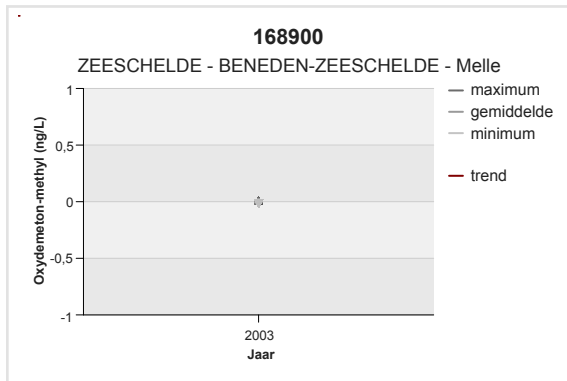 168900
ZEESCHELDE - BENEDEN-ZEESCHELDE - Melle
maximum
gemiddelde
minimum
trend
Oxydemeton-methyl (ng/L)
1
0,5
0
-0,5
-1
2003
Jaar